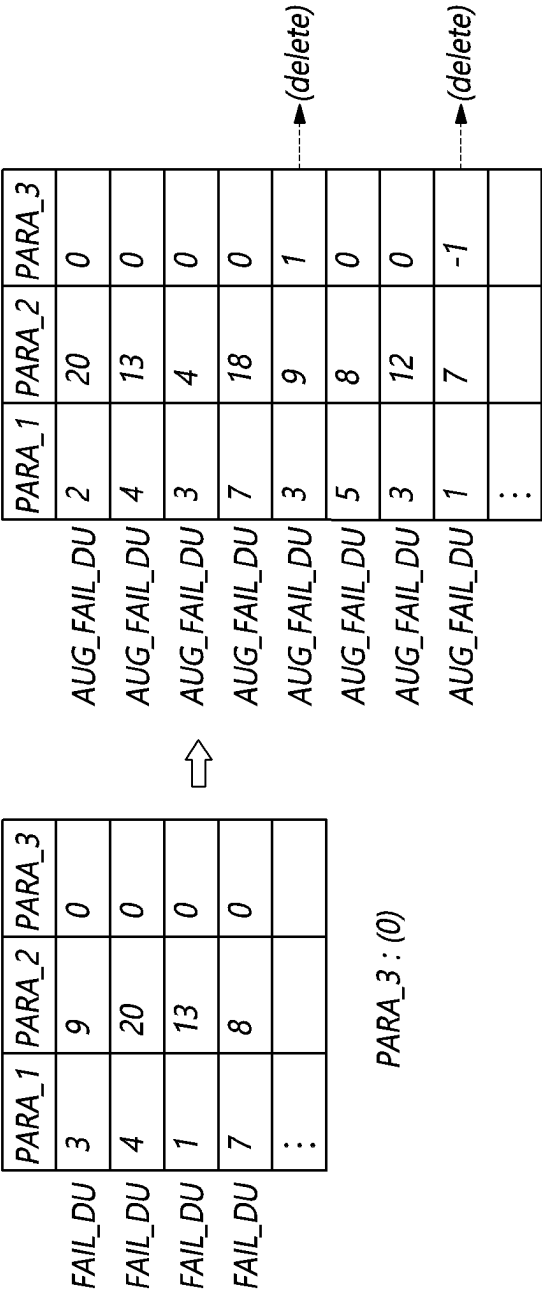 PARA_1 PARA_2 PARA_3
FAIL_DU 3 9 0
FAIL_DU 4 20 0
FAIL_DU 1 13 0
FAIL_DU 7 8 0
⋮
PARA_3 : (0)
PARA_1 PARA_2 PARA_3
AUG_FAIL_DU 2 20 0
AUG_FAIL_DU 4 13 0
AUG_FAIL_DU 3 4 0
AUG_FAIL_DU 7 18 0
AUG_FAIL_DU 3 9 1 (delete)
AUG_FAIL_DU 5 8 0
AUG_FAIL_DU 3 12 0
AUG_FAIL_DU 1 7 -1 (delete)
⋮